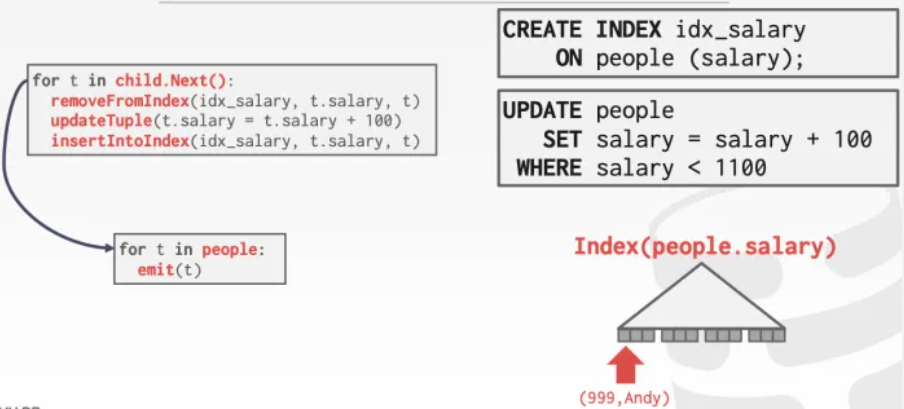 CREATE INDEX idx_salary
ON people (salary);
for t in child.Next():
removeFromIndex(idx_salary, t.salary, t)
updateTuple(t.salary = t.salary + 100)
insertIntoIndex(idx_salary, t.salary, t)
UPDATE people
SET salary = salary + 100
WHERE salary < 1100
for t in people:
emit(t)
Index(people.salary)
(999,Andy)